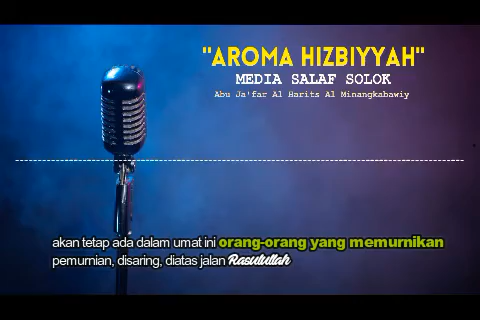 "AROMA HIZBIYYAH"
MEDIA SALAF SOLOK
Abu Ja'far Al Harits Al Minangkabawiy
akan tetap ada dalam umat ini orang-orang yang memurnikan
pemurnian, disaring, diatas jalan Rasulullah